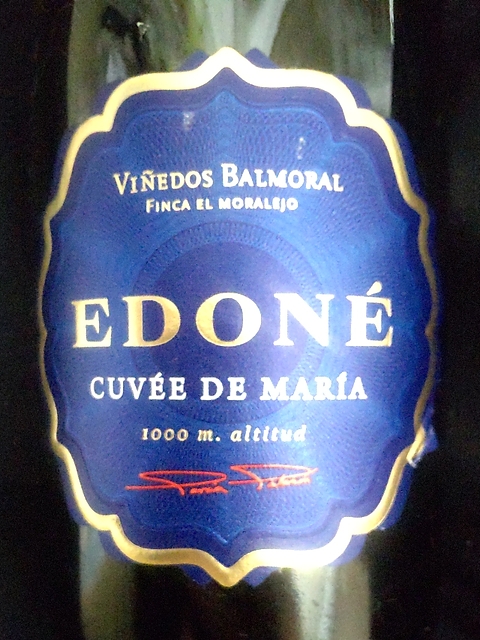 VIÑEDOS BALMORAL
FINCA EL MORALEJO
EDONÉ
CUVÉE DE MARÍA
1000 m. altitud